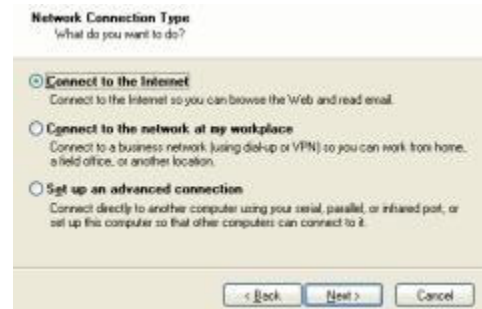 Network Connection Type
What do you want to do?
Connect to the Internet
Connect to the Internet so you can browse the Web and read email.
Connect to the network at my workplace
Connect to a business network (using dial-up or VPN) so you can work from home,
a field office, or another location.
Set up an advanced connection
Connect directly to another computer using your serial, parallel, or infrared port, or
set up this computer so that other computers can connect to it.
< Back
Next >
Cancel